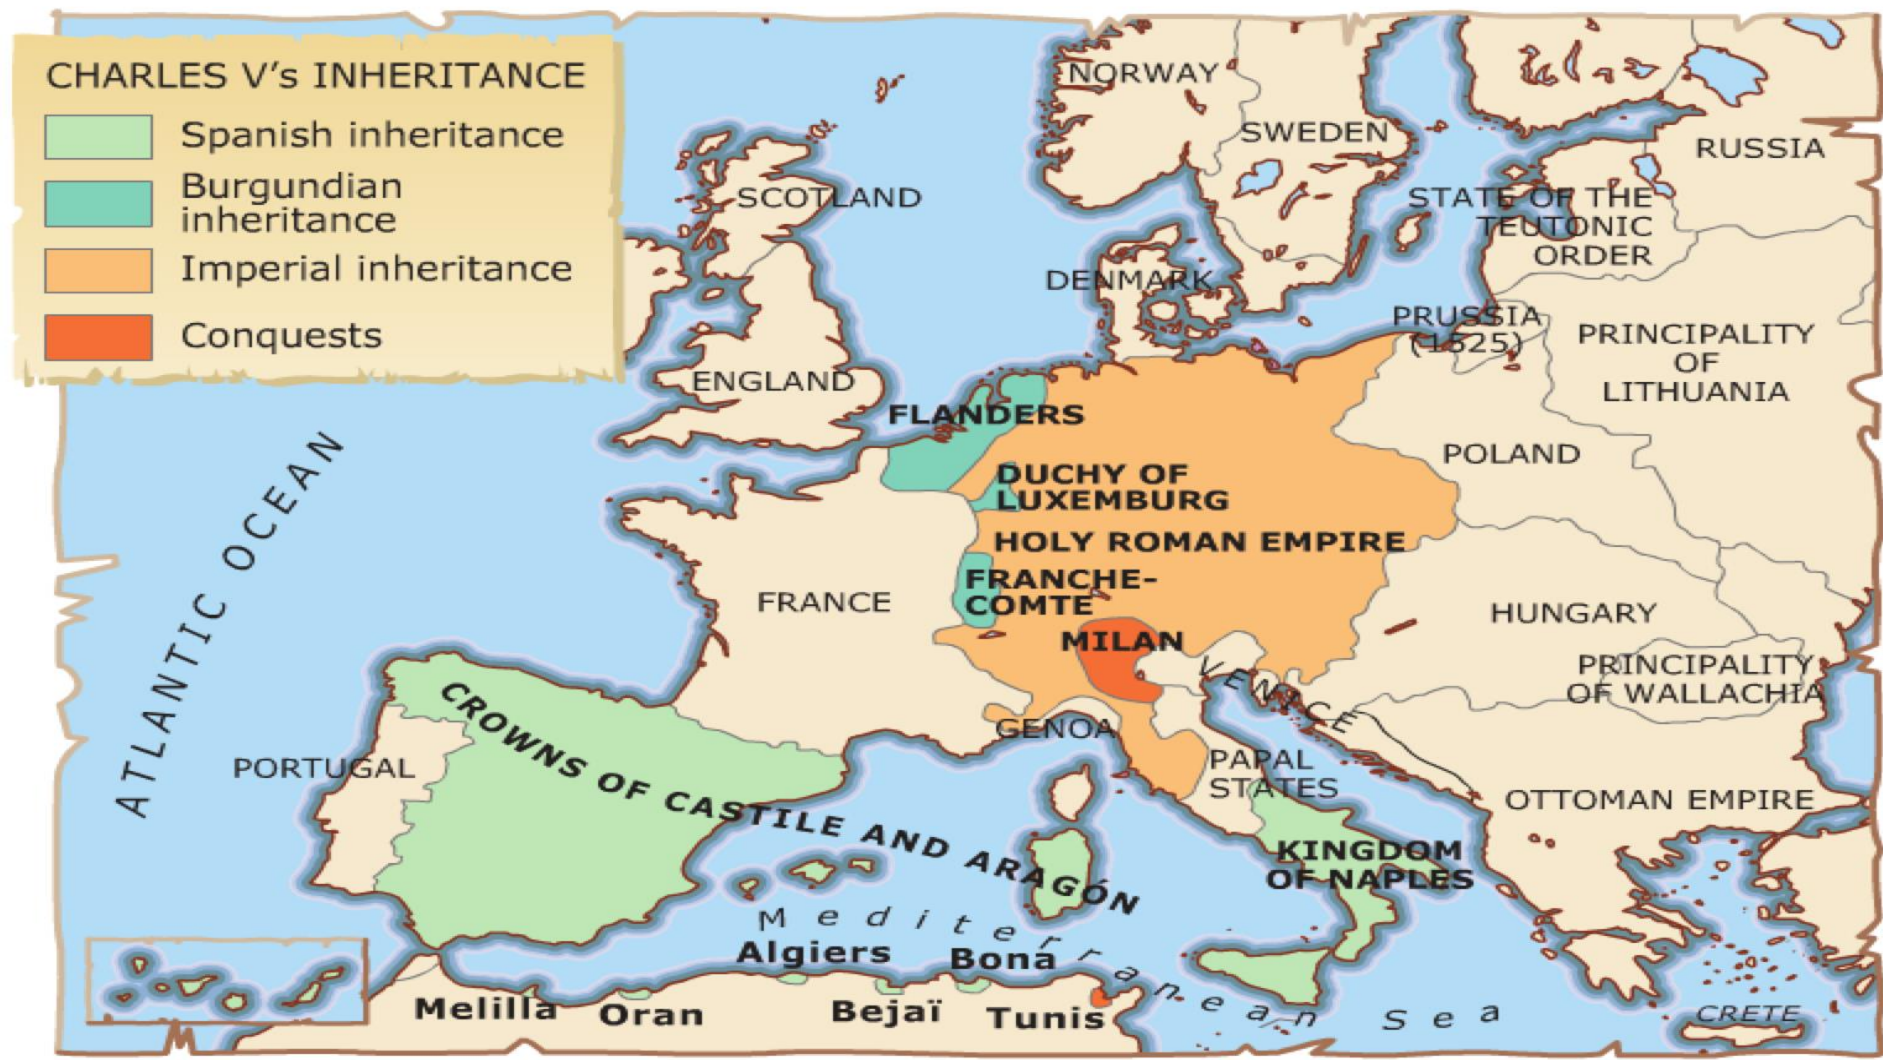 CHARLES V's INHERITANCE
Spanish inheritance
Burgundian
inheritance
Imperial inheritance
Conquests
NORWAY
SWEDEN
RUSSIA
SCOTLAND
STATE OF THE
TEUTONIC
ORDER
DENMARK
PRUSSIA
(1525)
PRINCIPALITY
OF
LITHUANIA
ENGLAND
FLANDERS
POLAND
DUCHY OF
LUXEMBURG
HOLY ROMAN EMPIRE
ATLANTIC OCEAN
FRANCE
FRANCHE-
COMTE
HUNGARY
MILAN
VENICE
PRINCIPALITY
OF WALLACHIA
GENOA
CROWNS OF CASTILE AND ARAGÓN
PORTUGAL
PAPAL
STATES
OTTOMAN EMPIRE
KINGDOM
OF NAPLES
Mediterranean Sea
Algiers
Bona
Melilla
Oran
Bejaï
Tunis
CRETE